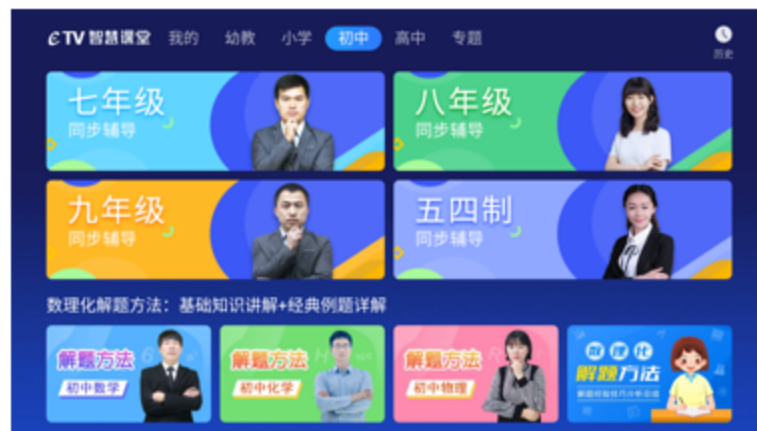 eTV 智慧课堂 我的 幼教 小学 初中 高中 专题
历史
七年级
同步辅导
八年级
同步辅导
九年级
同步辅导
五四制
同步辅导
数理化解题方法：基础知识讲解+经典例题详解
解题方法
初中数学
解题方法
初中化学
解题方法
初中物理
数理化
解题方法